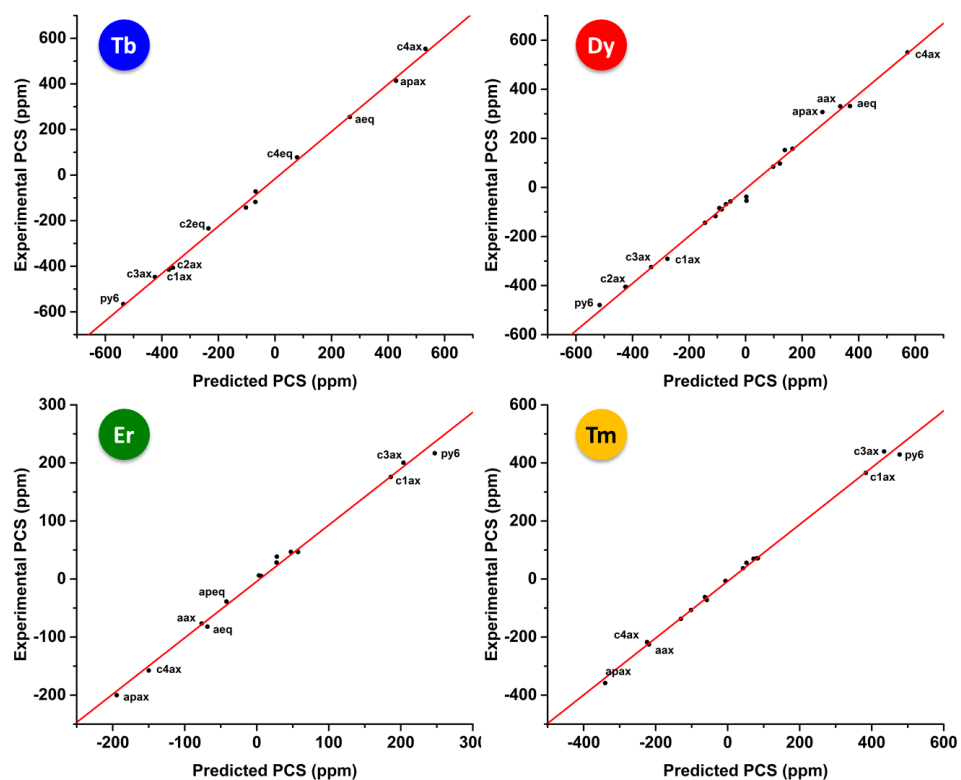 Tb
Experimental PCS (ppm)
600
400
200
0
-200
-400
-600
c4ax
apax
aeq
c4eq
c2eq
c2ax
c3ax
c1ax
py6
-600 -400 -200 0 200 400 600
Predicted PCS (ppm)
Dy
Experimental PCS (ppm)
600
400
200
0
-200
-400
-600
c4ax
aax
aeq
apax
c3ax
c1ax
c2ax
py6
-600 -400 -200 0 200 400 600
Predicted PCS (ppm)
Er
Experimental PCS (ppm)
300
200
100
0
-100
-200
c3ax
py6
c1ax
apeq
aax
aeq
c4ax
apax
-200 -100 0 100 200 300
Predicted PCS (ppm)
Tm
Experimental PCS (ppm)
600
400
200
0
-200
-400
c3ax
py6
c1ax
c4ax
aax
apax
-400 -200 0 200 400 600
Predicted PCS (ppm)